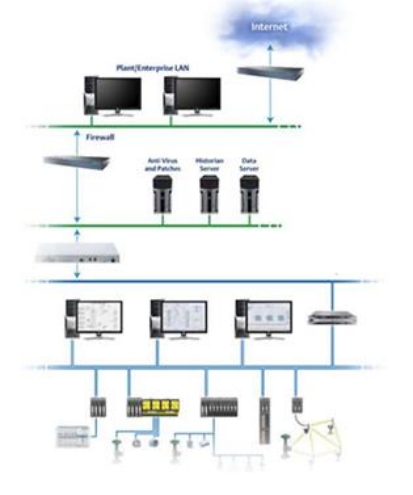 Internet
Plant/Enterprise LAN
Firewall
Anti Virus
and Patches
Historian
Server
Data
Server